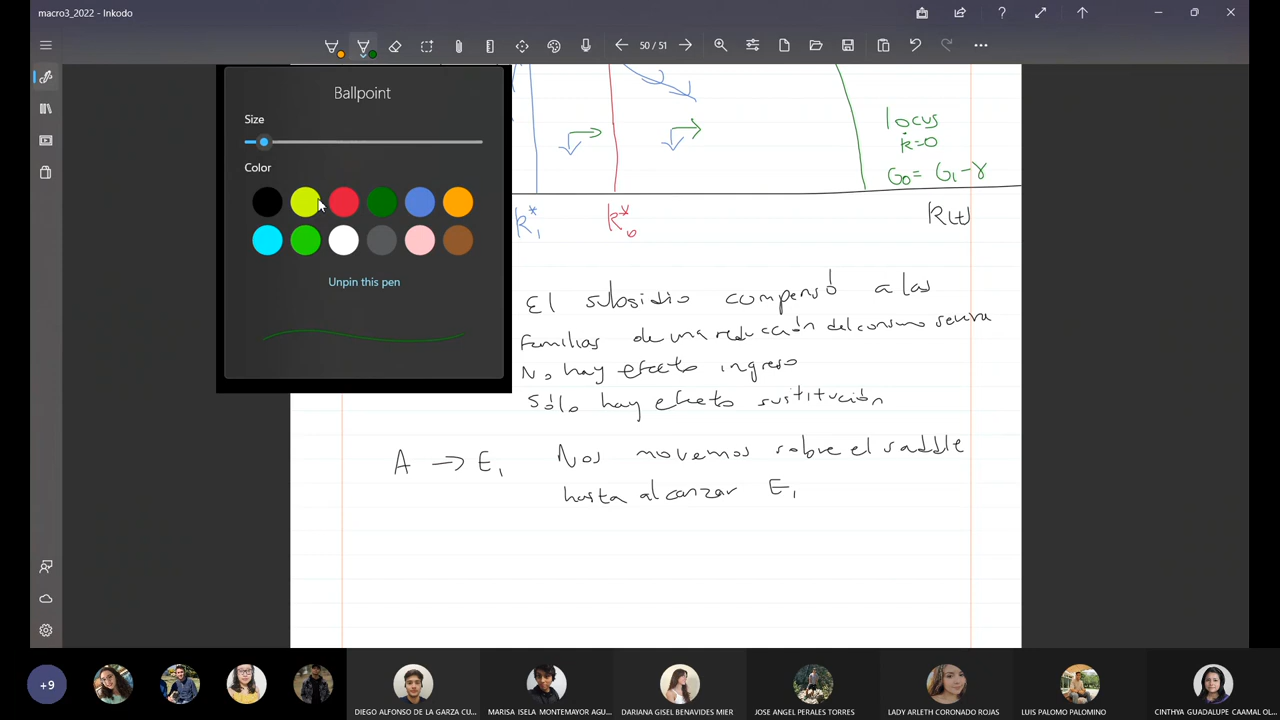 macro3_2022 - Inkodo
50 / 51
Ballpoint
Size
Color
Unpin this pen
locus
k̇=0
G₀= G₁-γ
k₁*
k₀*
k(t)
El subsidio compensó a las
familias de una reducción del consumo
No hay efecto ingreso
Sólo hay efecto sustitución
A → E₁ Nos movemos sobre el saddle
hasta alcanzar E₁
+9
DIEGO ALFONSO DE LA GARZA CU...
MARISA ISELA MONTEMAYOR AGU...
DARIANA GISEL BENAVIDES MIER
JOSE ANGEL PERALES TORRES
LADY ARLETH CORONADO ROJAS
LUIS PALOMO PALOMINO
CINTHYA GUADALUPE CAAMAL OL...